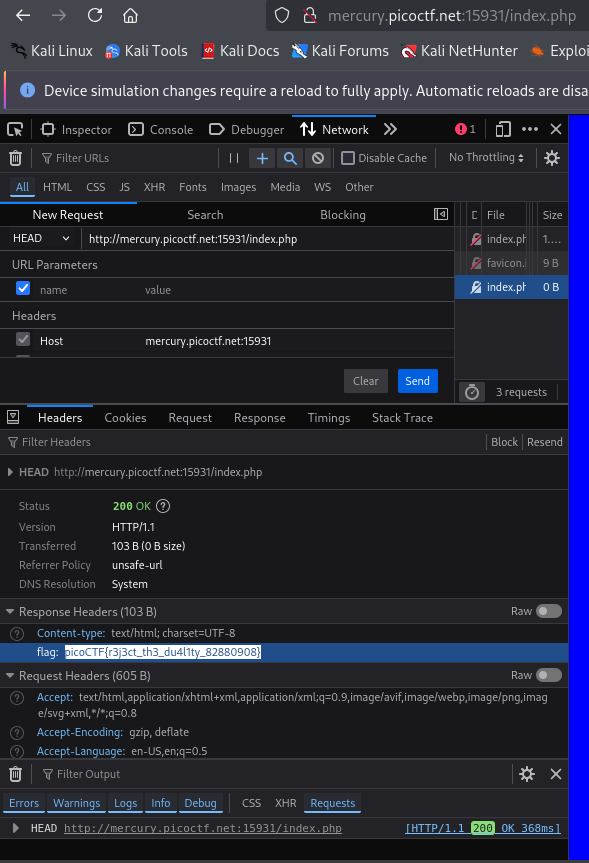 mercury.picoctf.net:15931/index.php
Kali Linux Kali Tools Kali Docs Kali Forums Kali NetHunter Exploi
Device simulation changes require a reload to fully apply. Automatic reloads are disa
Inspector Console Debugger Network 1
Filter URLs Disable Cache No Throttling
All HTML CSS JS XHR Fonts Images Media WS Other
New Request Search Blocking D File Size
HEAD http://mercury.picoctf.net:15931/index.php index.ph 1....
URL Parameters favicon.i 9 B
name value index.ph 0 B
Headers
Host mercury.picoctf.net:15931
Clear Send 3 requests
Headers Cookies Request Response Timings Stack Trace
Filter Headers Block Resend
HEAD http://mercury.picoctf.net:15931/index.php
Status 200 OK
Version HTTP/1.1
Transferred 103 B (0 B size)
Referrer Policy unsafe-url
DNS Resolution System
Response Headers (103 B) Raw
Content-type: text/html; charset=UTF-8
flag: picoCTF{r3j3ct_th3_du4l1ty_82880908}
Request Headers (605 B) Raw
Accept: text/html,application/xhtml+xml,application/xml;q=0.9,image/avif,image/webp,image/png,imag
e/svg+xml,*/*;q=0.8
Accept-Encoding: gzip, deflate
Accept-Language: en-US,en;q=0.5
Filter Output
Errors Warnings Logs Info Debug CSS XHR Requests
HEAD http://mercury.picoctf.net:15931/index.php [HTTP/1.1 200 OK 368ms]